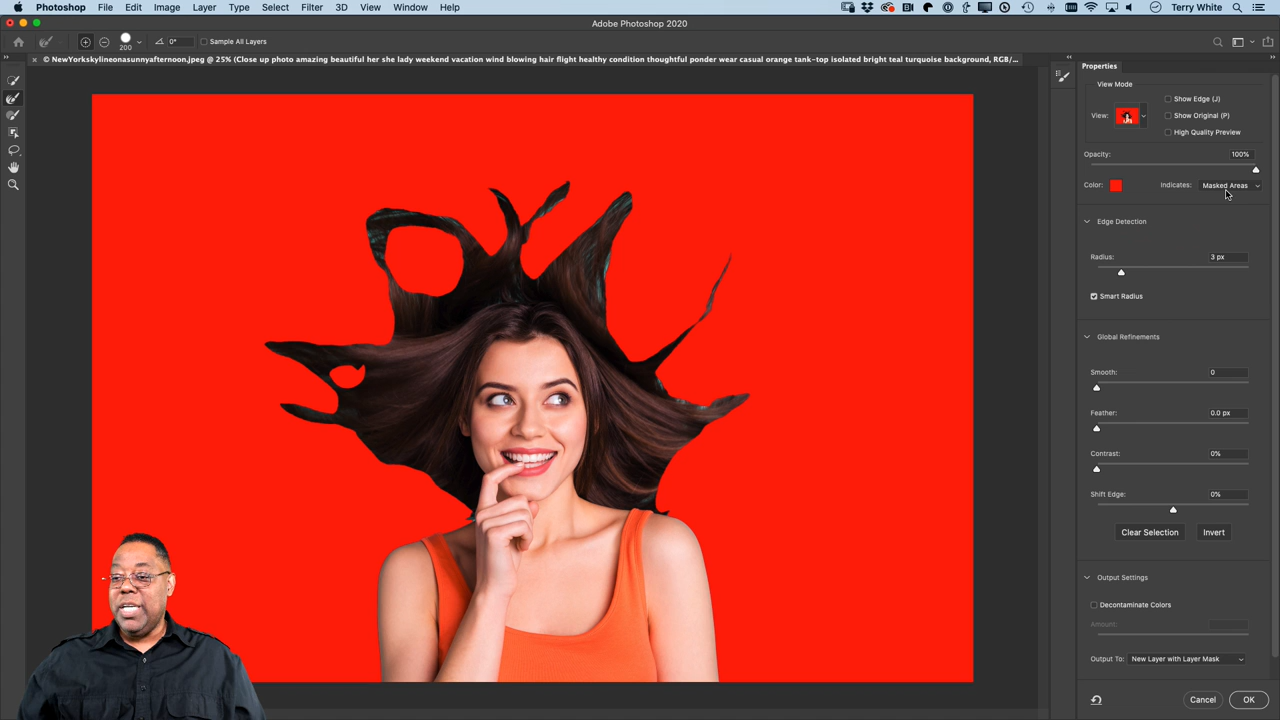 Photoshop File Edit Image Layer Type Select Filter 3D View Window Help Terry White
Adobe Photoshop 2020
200 0° Sample All Layers
© NewYorkskylineonasunnyafternoon.jpeg @ 25% (Close up photo amazing beautiful her she lady weekend vacation wind blowing hair flight healthy condition thoughtful ponder wear casual orange tank-top isolated bright teal turquoise background, RGB/...
Properties
View Mode
Show Edge (J)
View: Show Original (P)
High Quality Preview
Opacity: 100%
Color: Indicates: Masked Areas
Edge Detection
Radius: 3 px
Smart Radius
Global Refinements
Smooth: 0
Feather: 0.0 px
Contrast: 0%
Shift Edge: 0%
Clear Selection Invert
Output Settings
Decontaminate Colors
Amount:
Output To: New Layer with Layer Mask
Cancel OK